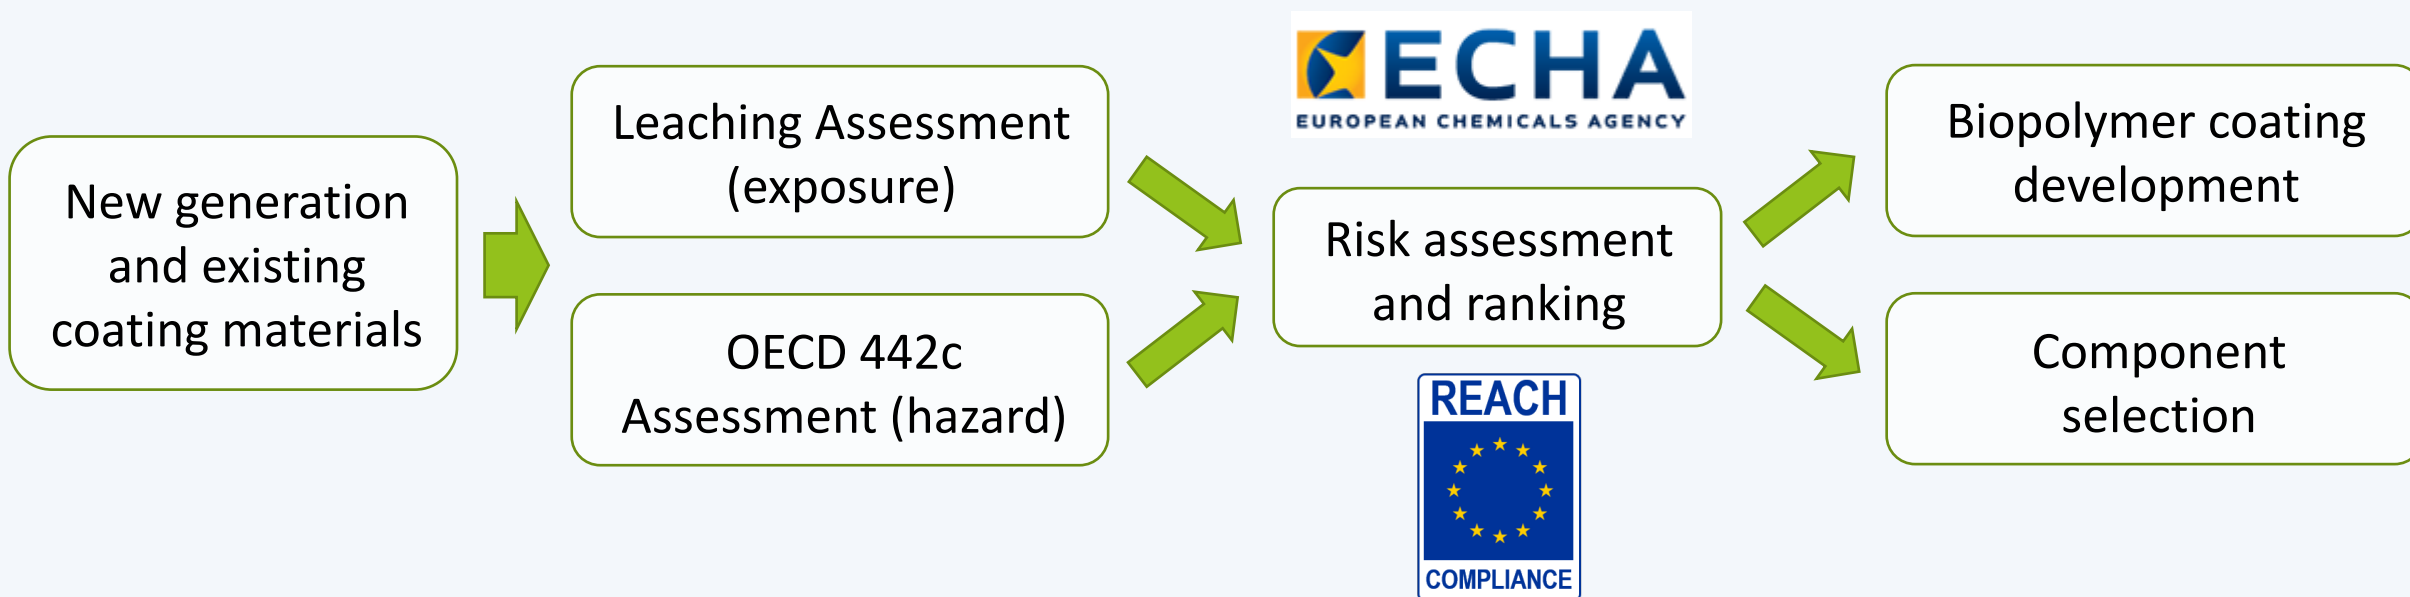 New generation
and existing
coating materials
Leaching Assessment
(exposure)
OECD 442c
Assessment (hazard)
ECHA
EUROPEAN CHEMICALS AGENCY
Risk assessment
and ranking
REACH
COMPLIANCE
Biopolymer coating
development
Component
selection